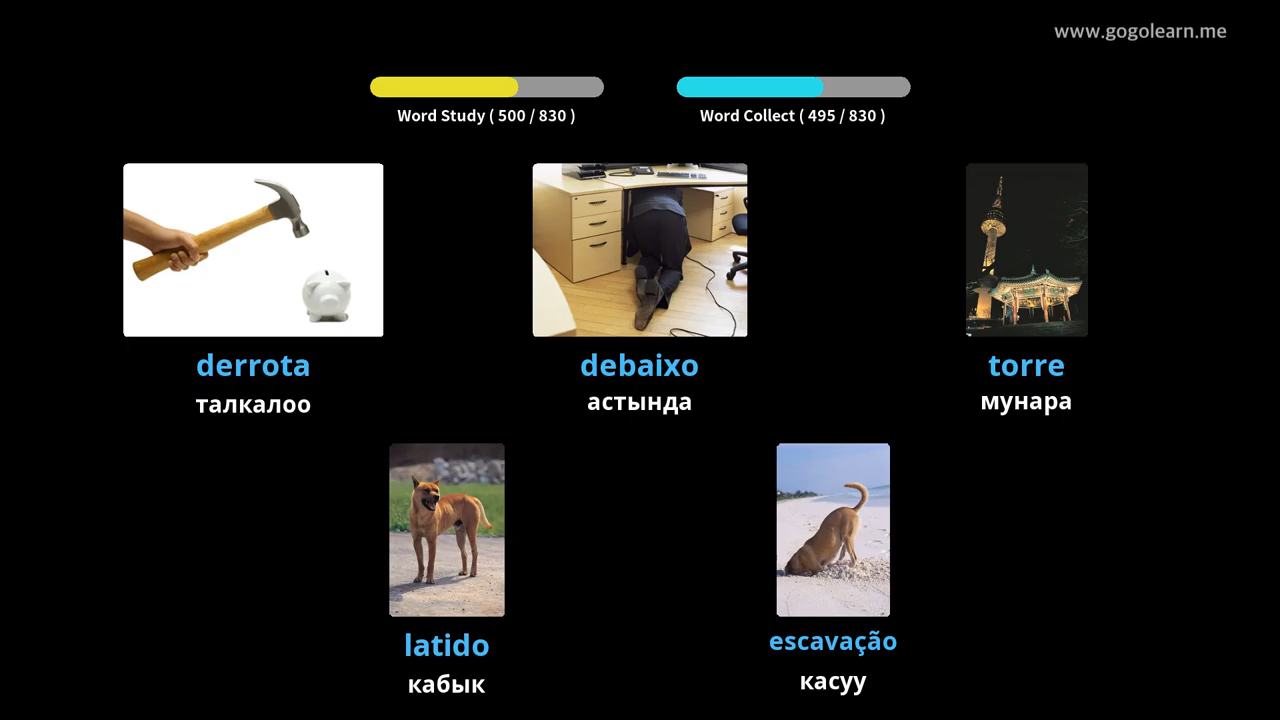 www.gogolearn.me
Word Study ( 500 / 830 )
Word Collect ( 495 / 830 )
derrota
талкалоо
debaixo
астында
torre
мунара
latido
кабык
escavação
касуу